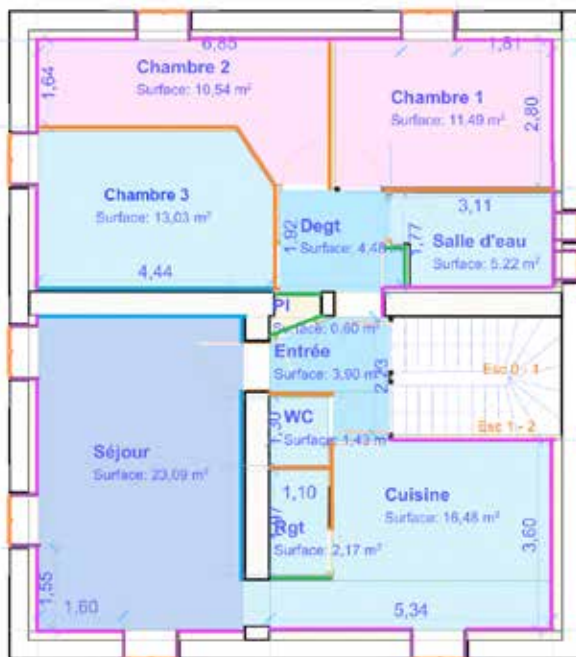 6,85
1,81
Chambre 2
Surface: 10,54 m²
1,64
Chambre 1
Surface: 11,49 m²
2,80
Chambre 3
Surface: 13,03 m²
4,44
Degt
Surface: 4,48
1,92
3,11
1,77
Salle d'eau
Surface: 5.22 m²
Pl
Surface: 0.60 m²
Entrée
Surface: 3,90 m²
2,23
Esc 0 - 1
Esc 1 - 2
WC
Surface: 1,43 m²
1,30
Séjour
Surface: 23,09 m²
1,10
Rgt
Surface: 2,17 m²
Cuisine
Surface: 16,48 m²
3,60
1,55
1,60
5,34